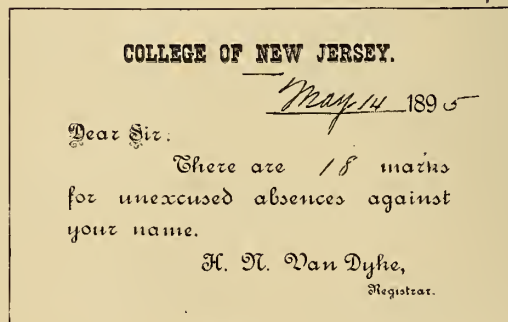 COLLEGE OF NEW JERSEY.
May 14 1895
Dear Sir:
There are 18 marks
for unexcused absences against
your name.
H. N. Van Dyke,
Registrar.